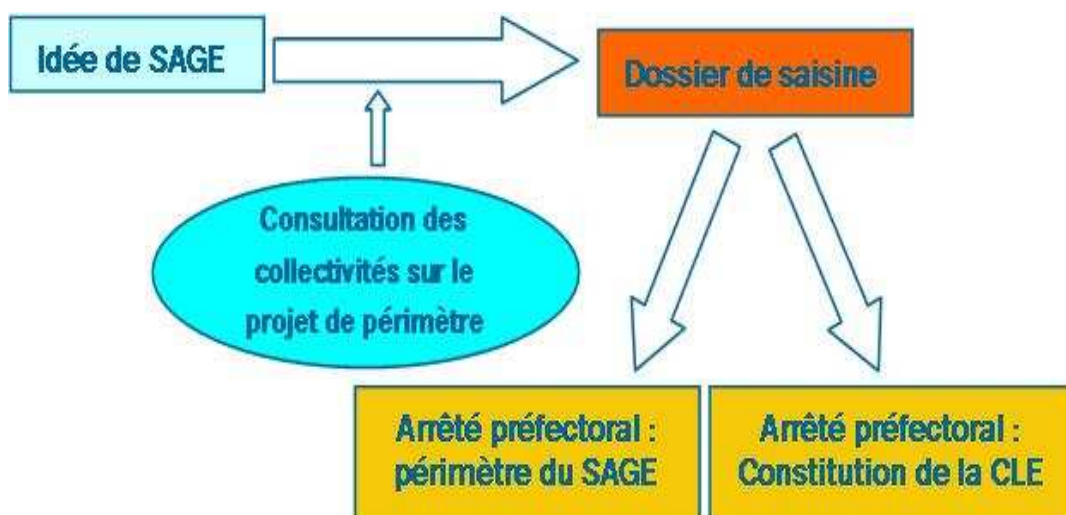 Idée de SAGE
Dossier de saisine
Consultation des
collectivités sur le
projet de périmètre
Arrêté préfectoral :
périmètre du SAGE
Arrêté préfectoral :
Constitution de la CLE